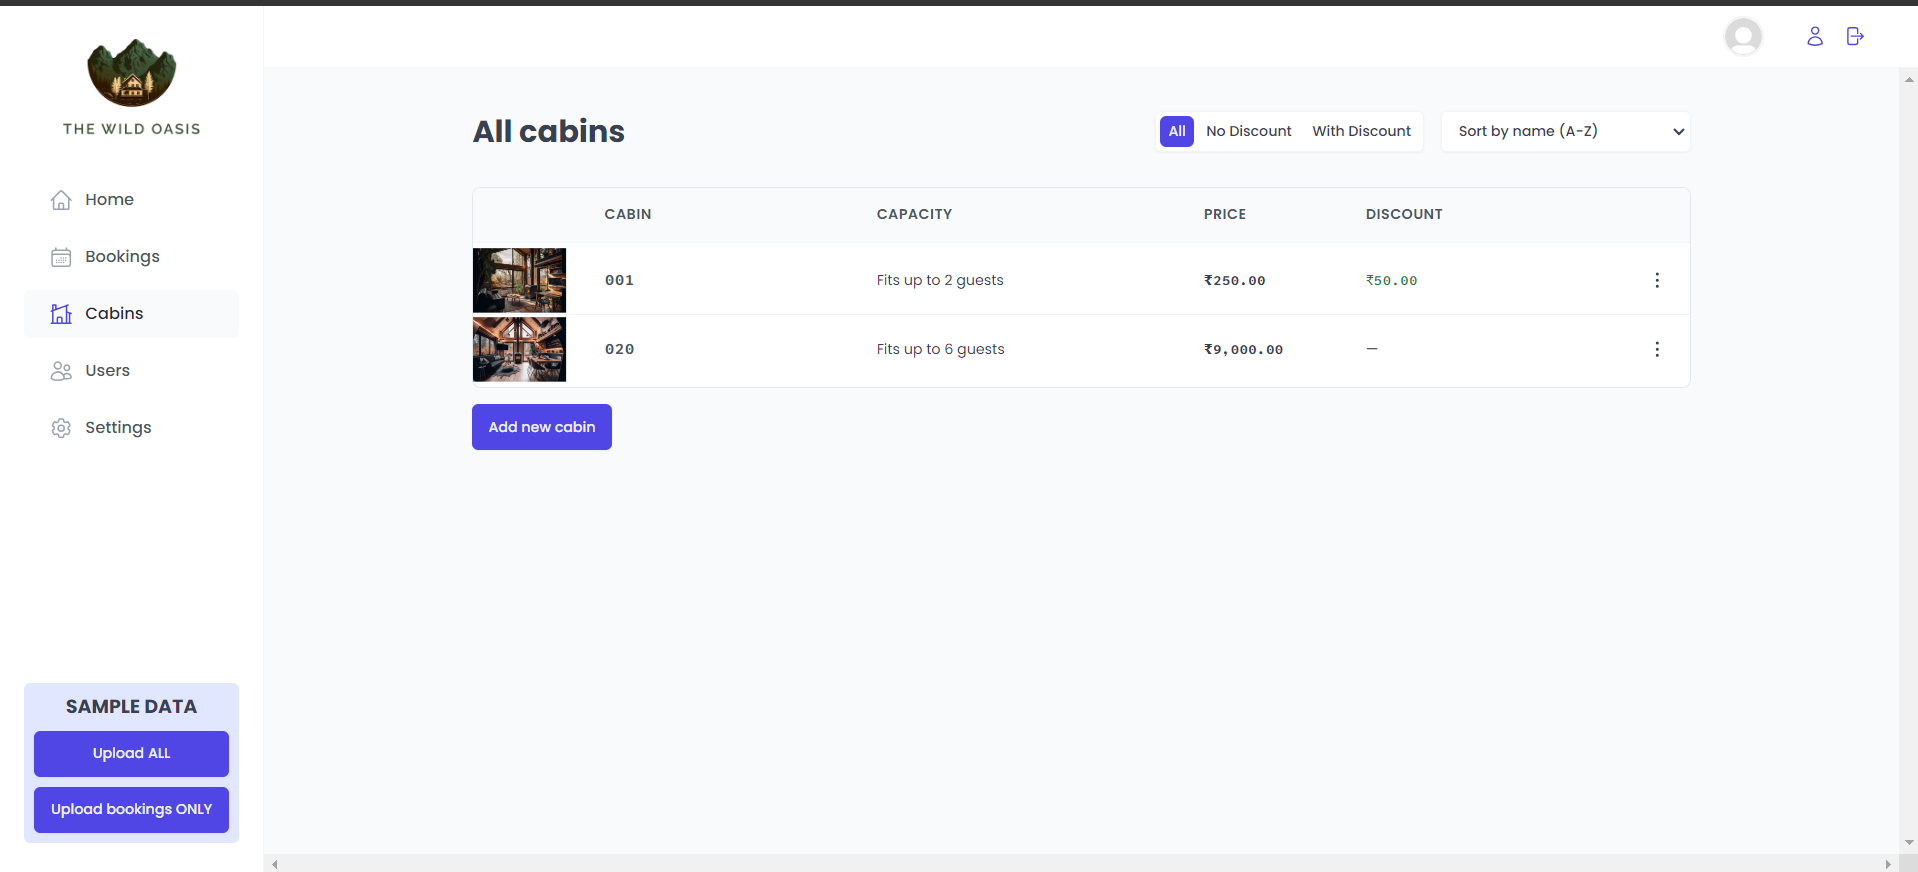 THE WILD OASIS
Home
Bookings
Cabins
Users
Settings
SAMPLE DATA
Upload ALL
Upload bookings ONLY
All cabins
All No Discount With Discount
Sort by name (A-Z)
CABIN CAPACITY PRICE DISCOUNT
001 Fits up to 2 guests ₹250.00 ₹50.00
020 Fits up to 6 guests ₹9,000.00 —
Add new cabin